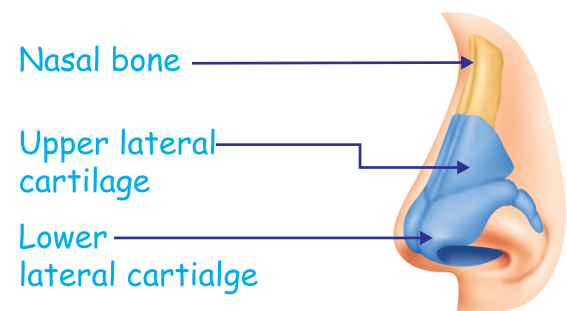 Nasal bone
Upper lateral
cartilage
Lower
lateral cartialge